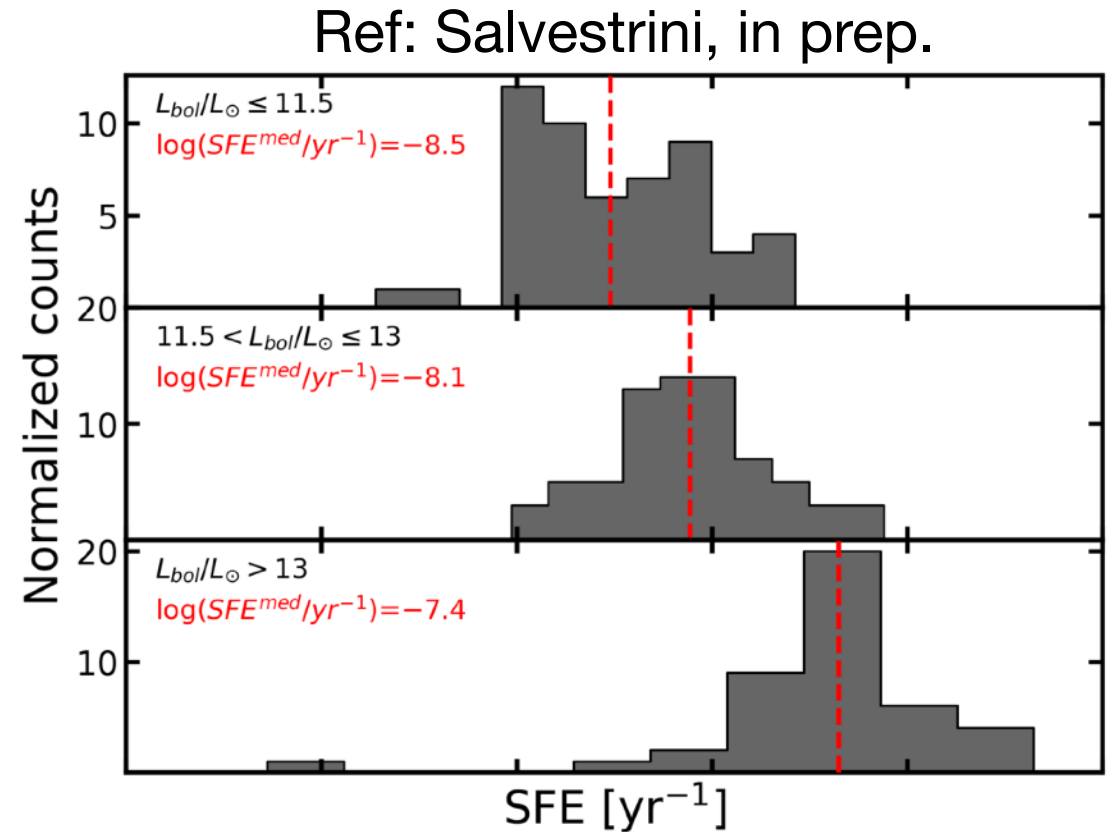 Ref: Salvestrini, in prep.
L_bol/L_⊙ ≤ 11.5
log(SFE^med/yr⁻¹)=−8.5
10
5
20
11.5 < L_bol/L_⊙ ≤ 13
log(SFE^med/yr⁻¹)=−8.1
10
20
L_bol/L_⊙ > 13
log(SFE^med/yr⁻¹)=−7.4
10
Normalized counts
SFE [yr⁻¹]